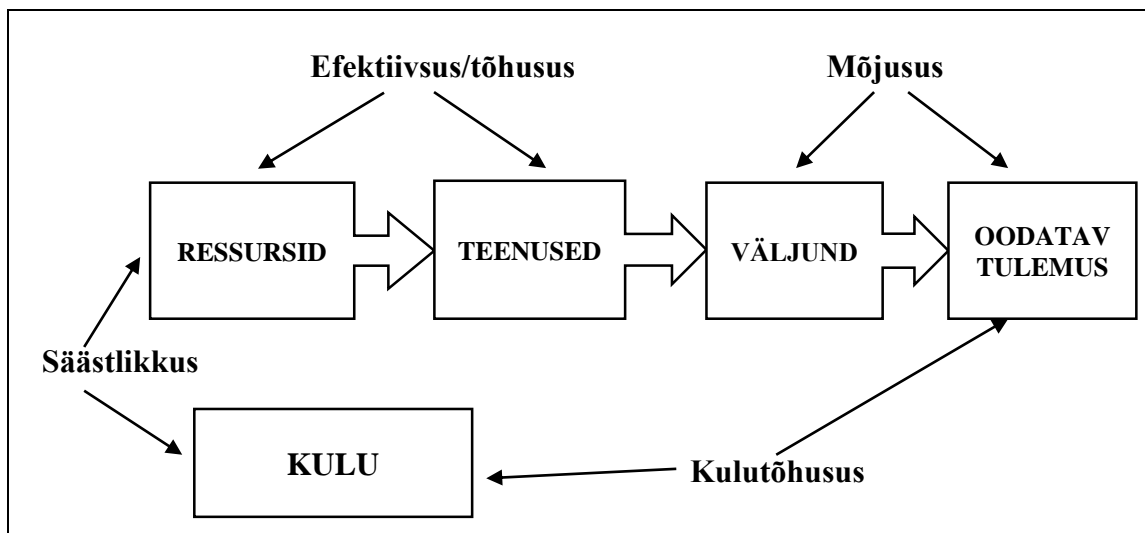 Efektiivsus/tõhusus
Mõjusus
RESSURSID
TEENUSED
VÄLJUND
OODATAV
TULEMUS
Säästlikkus
KULU
Kulutõhusus